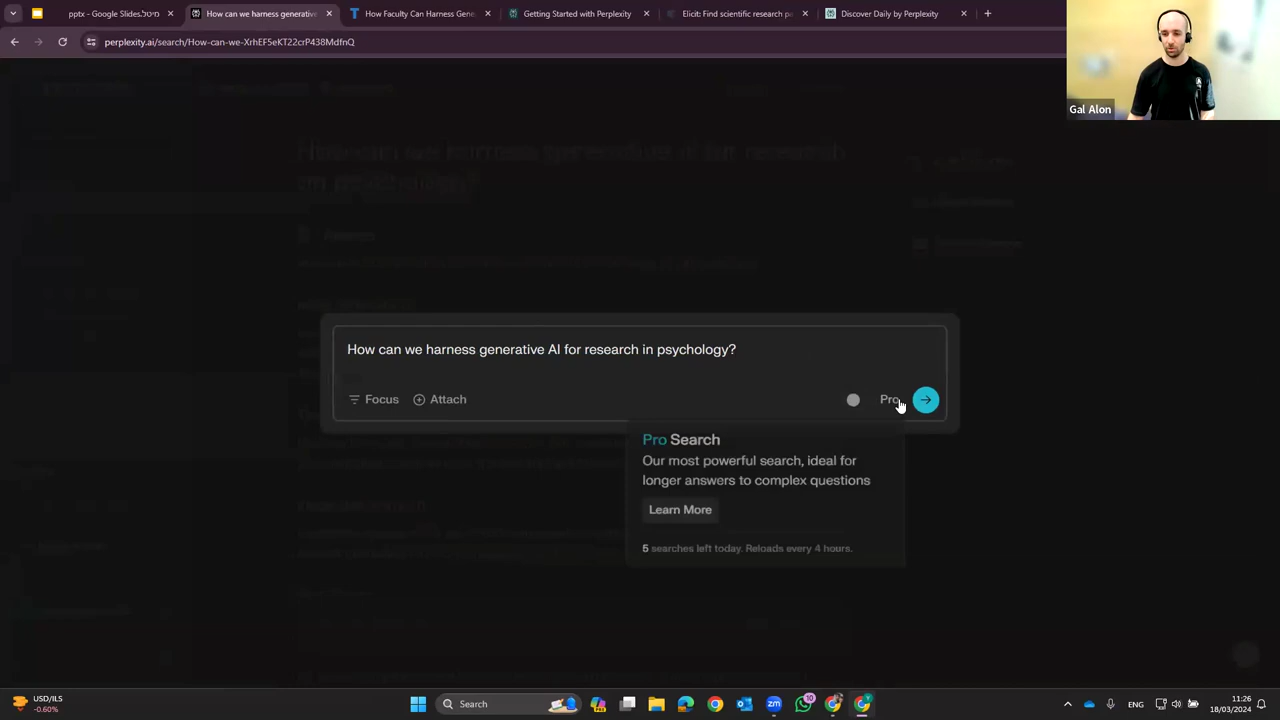 pptx - Google Slides.מיטל
How can we harness generative
How Faculty Can Harness Gene
Getting Started with Perplexity
Elicit: Find scientific research pa
Discover Daily by Perplexity
perplexity.ai/search/How-can-we-XrhEF5eKT22crP438MdfnQ
Gal Alon
How can we harness generative AI for research in psychology?
Focus
Attach
Pro
Pro Search
Our most powerful search, ideal for
longer answers to complex questions
Learn More
5 searches left today. Reloads every 4 hours.
USD/ILS
-0.60%
Search
10
ENG
11:26
18/03/2024